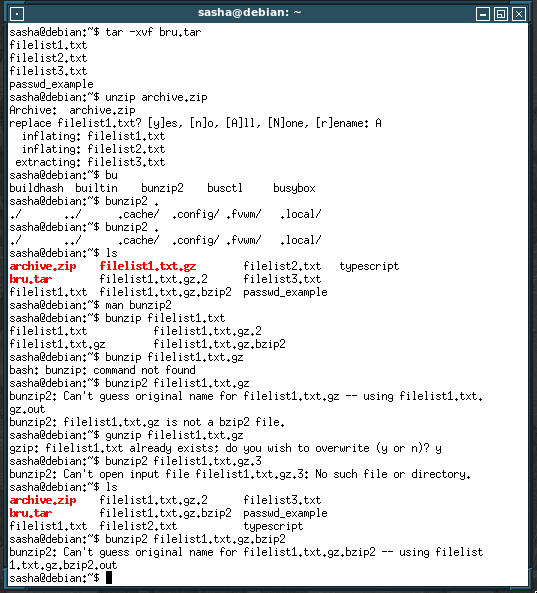 sasha@debian: ~
sasha@debian:~$ tar -xvf bru.tar
filelist1.txt
filelist2.txt
filelist3.txt
passwd_example
sasha@debian:~$ unzip archive.zip
Archive:  archive.zip
replace filelist1.txt? [y]es, [n]o, [A]ll, [N]one, [r]ename: A
  inflating: filelist1.txt
  inflating: filelist2.txt
 extracting: filelist3.txt
sasha@debian:~$ bu
buildhash  builtin    bunzip2    busctl     busybox
sasha@debian:~$ bunzip2 .
./       ../      .cache/  .config/ .fvwm/   .local/
sasha@debian:~$ bunzip2 .
./       ../      .cache/  .config/ .fvwm/   .local/
sasha@debian:~$ ls
archive.zip    filelist1.txt.gz        filelist2.txt   typescript
bru.tar        filelist1.txt.gz.2      filelist3.txt
filelist1.txt  filelist1.txt.gz.bzip2  passwd_example
sasha@debian:~$ man bunzip2
sasha@debian:~$ bunzip filelist1.txt
filelist1.txt           filelist1.txt.gz.2
filelist1.txt.gz        filelist1.txt.gz.bzip2
sasha@debian:~$ bunzip filelist1.txt.gz
bash: bunzip: command not found
sasha@debian:~$ bunzip2 filelist1.txt.gz
bunzip2: Can't guess original name for filelist1.txt.gz -- using filelist1.txt.
gz.out
bunzip2: filelist1.txt.gz is not a bzip2 file.
sasha@debian:~$ gunzip filelist1.txt.gz
gzip: filelist1.txt already exists; do you wish to overwrite (y or n)? y
sasha@debian:~$ bunzip2 filelist1.txt.gz.3
bunzip2: Can't open input file filelist1.txt.gz.3: No such file or directory.
sasha@debian:~$ ls
archive.zip    filelist1.txt.gz.2      filelist3.txt
bru.tar        filelist1.txt.gz.bzip2  passwd_example
filelist1.txt  filelist2.txt           typescript
sasha@debian:~$ bunzip2 filelist1.txt.gz.bzip2
bunzip2: Can't guess original name for filelist1.txt.gz.bzip2 -- using filelist
1.txt.gz.bzip2.out
sasha@debian:~$